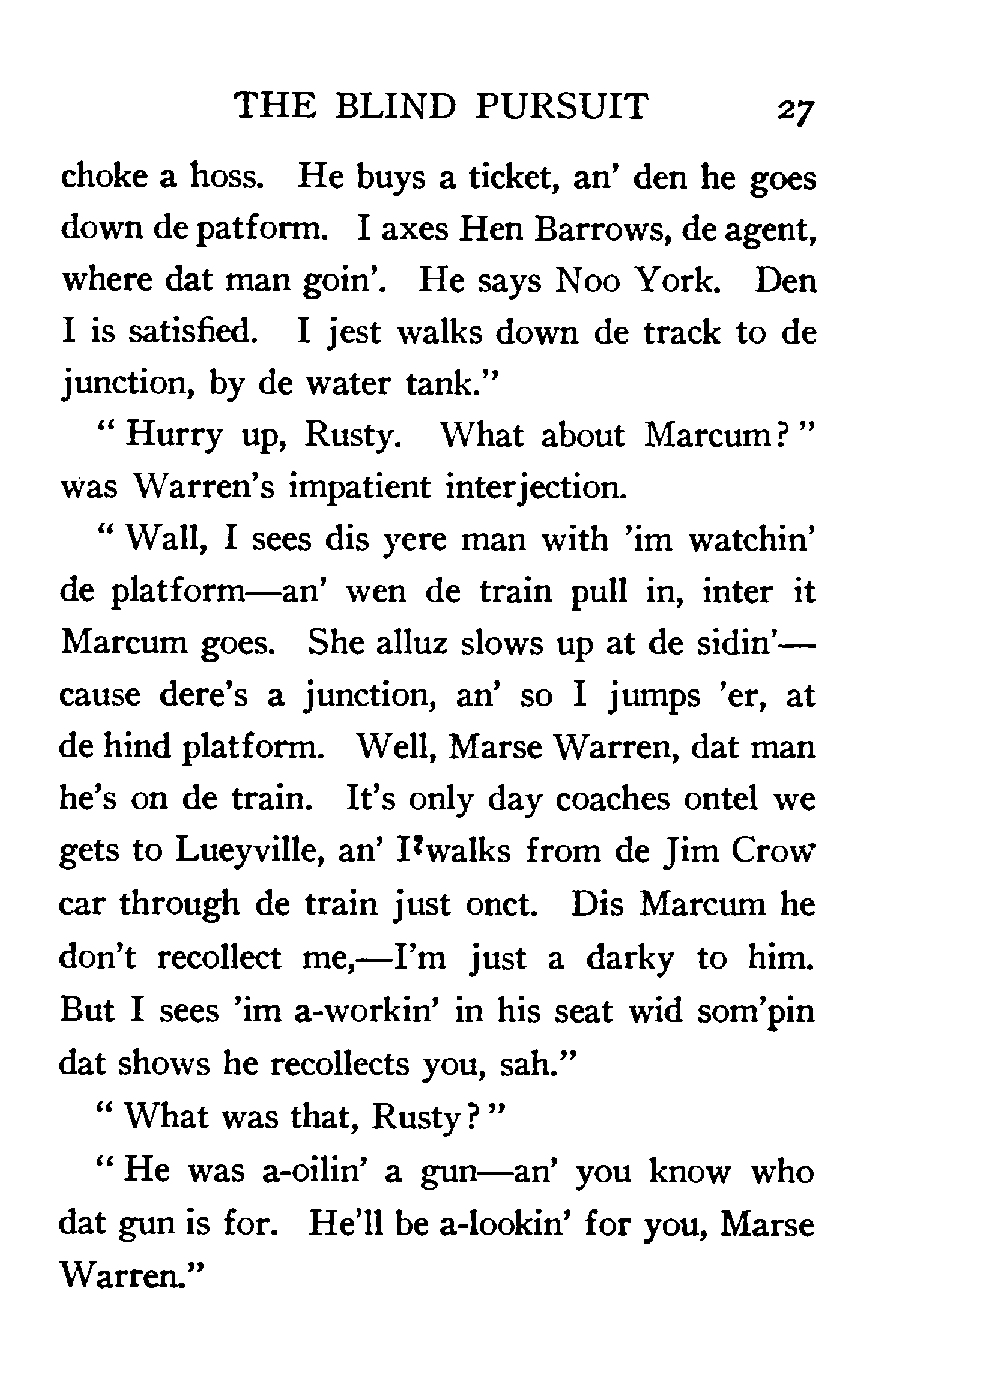 THE BLIND PURSUIT 27
choke a hoss. He buys a ticket, an' den he goes
down de patform. I axes Hen Barrows, de agent,
where dat man goin'. He says Noo York. Den
I is satisfied. I jest walks down de track to de
junction, by de water tank."
" Hurry up, Rusty. What about Marcum? "
was Warren's impatient interjection.
" Wall, I sees dis yere man with 'im watchin'
de platform—an' wen de train pull in, inter it
Marcum goes. She alluz slows up at de sidin'—
cause dere's a junction, an' so I jumps 'er, at
de hind platform. Well, Marse Warren, dat man
he's on de train. It's only day coaches ontel we
gets to Lueyville, an' I walks from de Jim Crow
car through de train just onct. Dis Marcum he
don't recollect me,—I'm just a darky to him.
But I sees 'im a-workin' in his seat wid som'pin
dat shows he recollects you, sah."
" What was that, Rusty? "
" He was a-oilin' a gun—an' you know who
dat gun is for. He'll be a-lookin' for you, Marse
Warren."